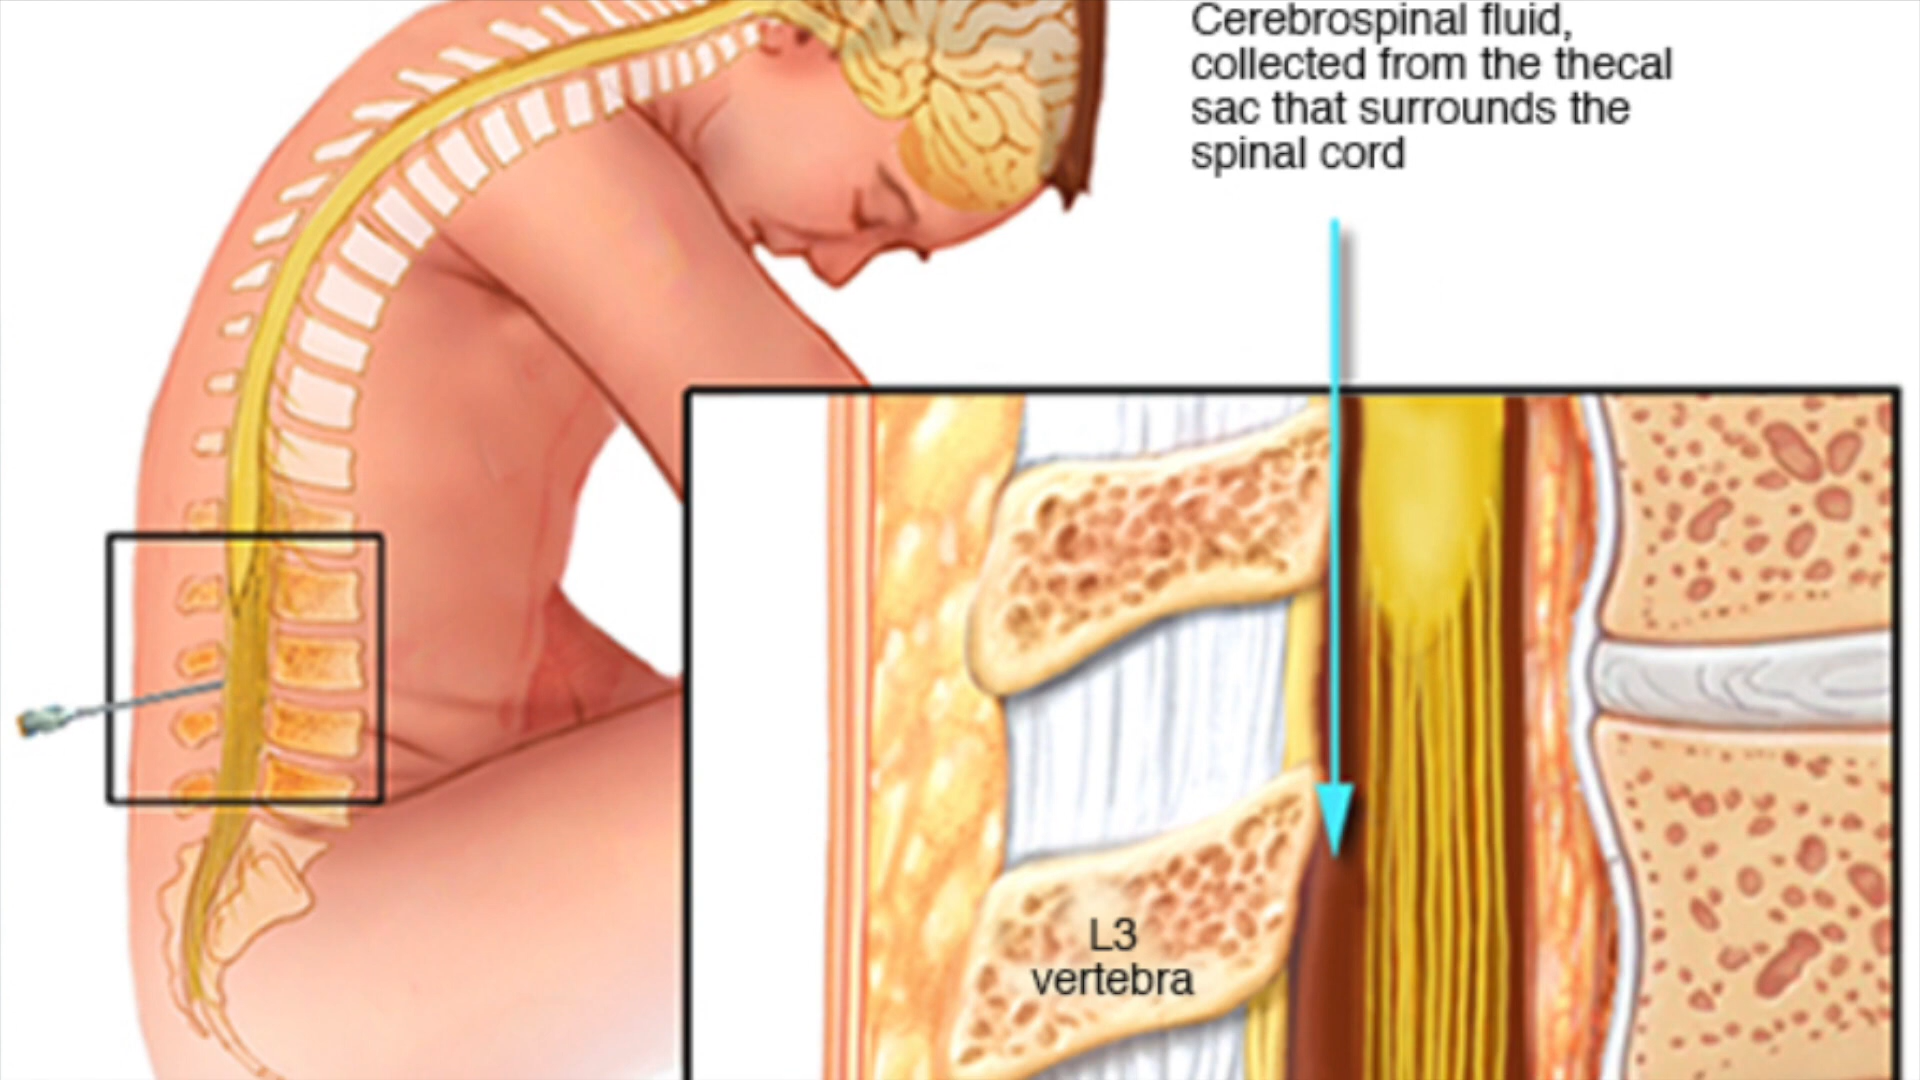 Cerebrospinal fluid,
collected from the thecal
sac that surrounds the
spinal cord
L3
vertebra